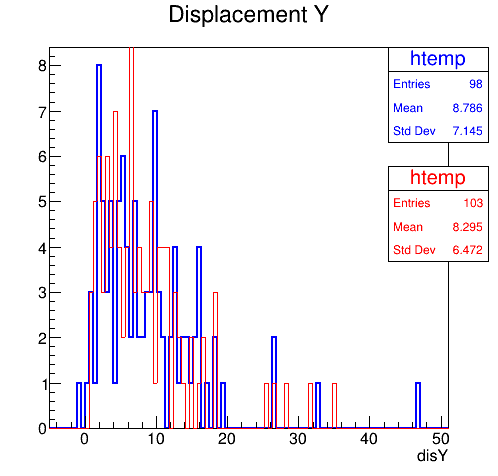 Displacement Y
htemp
Entries 98
Mean 8.786
Std Dev 7.145
htemp
Entries 103
Mean 8.295
Std Dev 6.472
8
7
6
5
4
3
2
1
0
0 10 20 30 40 50
disY